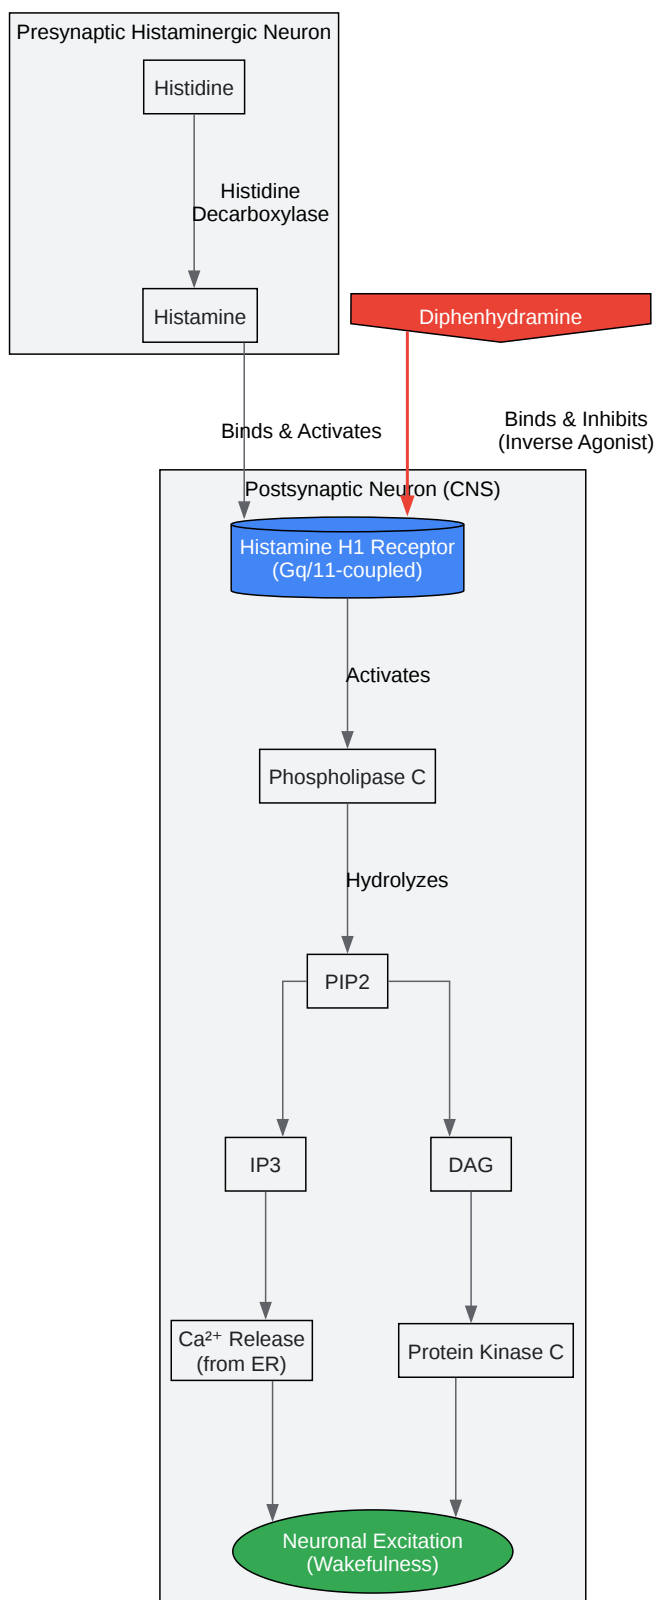 Presynaptic Histaminergic Neuron
Histidine
Histidine
Decarboxylase
Histamine
Diphenhydramine
Binds & Activates
Binds & Inhibits
(Inverse Agonist)
Postsynaptic Neuron (CNS)
Histamine H1 Receptor
(Gq/11-coupled)
Activates
Phospholipase C
Hydrolyzes
PIP2
IP3
DAG
Ca²⁺ Release
(from ER)
Protein Kinase C
Neuronal Excitation
(Wakefulness)